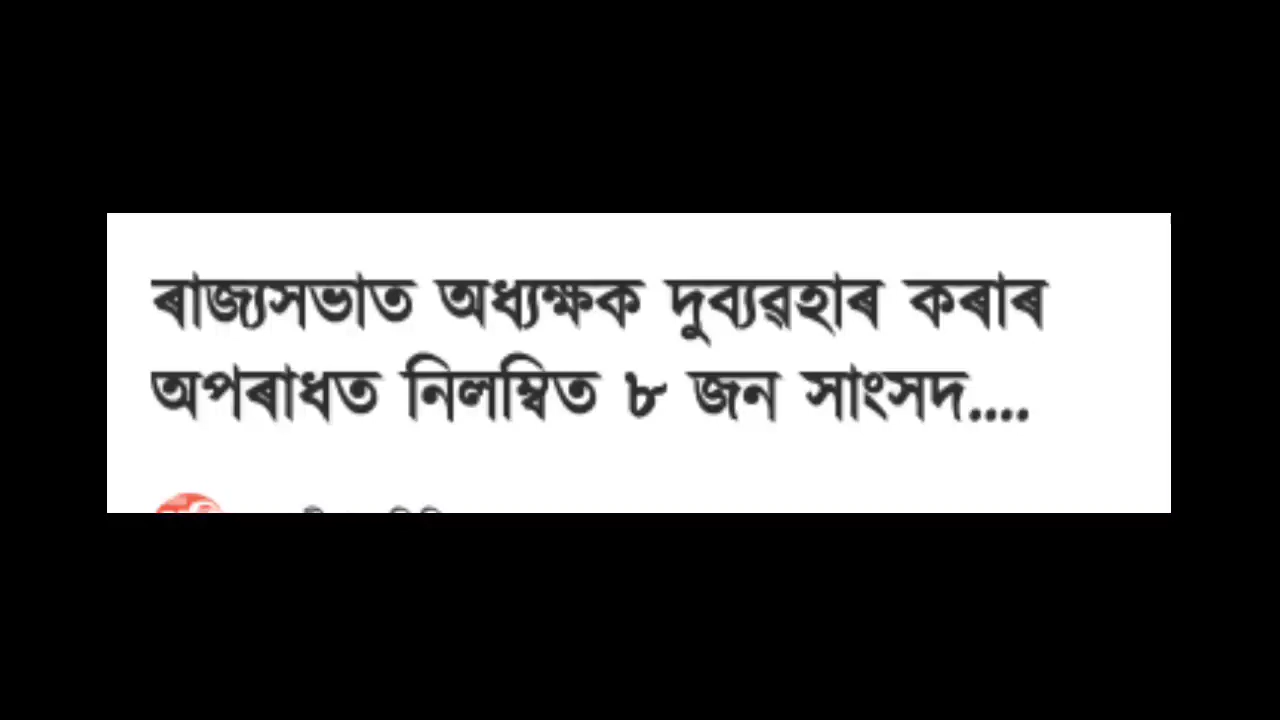 ৰাজ্যসভাত অধ্যক্ষক দুব্যৱহাৰ কৰাৰ
অপৰাধত নিলম্বিত ৮ জন সাংসদ....